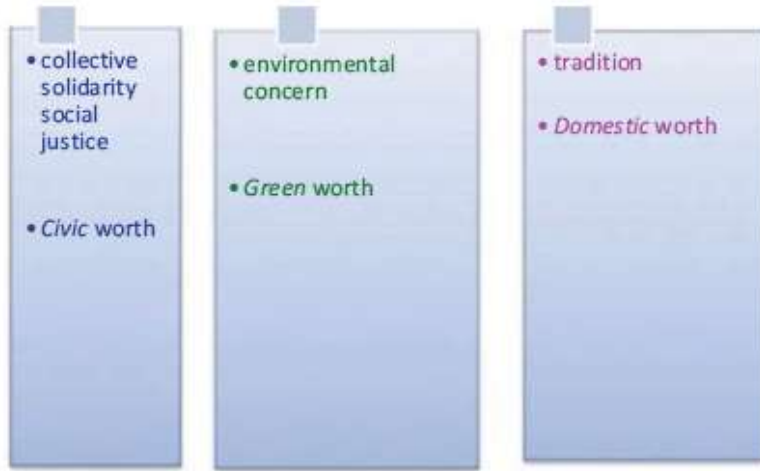 • collective
solidarity
social
justice
• Civic worth
• environmental
concern
• Green worth
• tradition
• Domestic worth